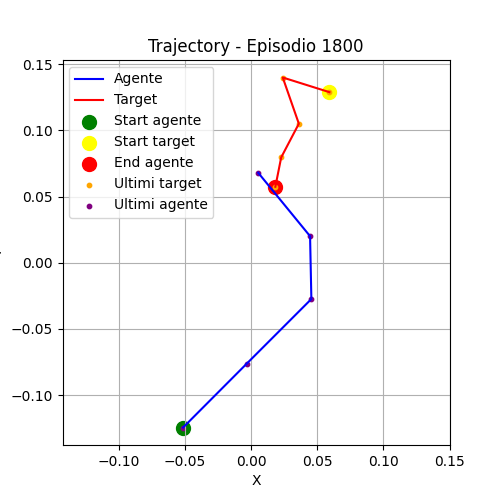 Trajectory - Episodio 1800
Agente
Target
Start agente
Start target
End agente
Ultimi target
Ultimi agente
0.15
0.10
0.05
0.00
−0.05
−0.10
−0.10
−0.05
0.00
0.05
0.10
0.15
X